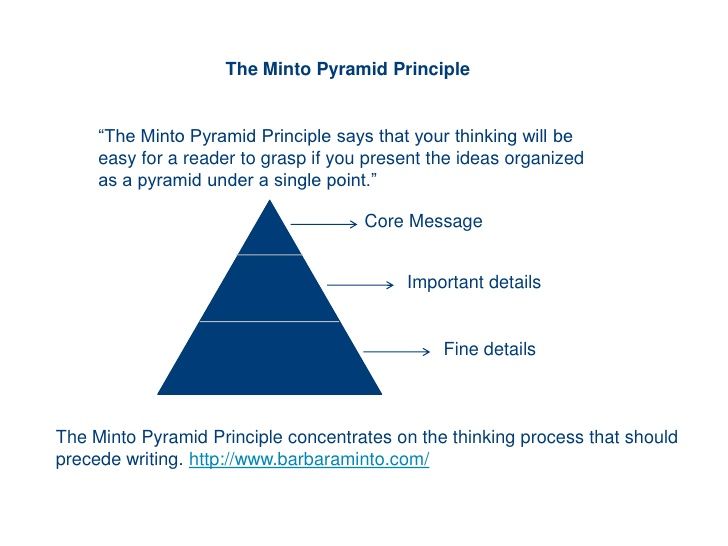 The Minto Pyramid Principle
“The Minto Pyramid Principle says that your thinking will be
easy for a reader to grasp if you present the ideas organized
as a pyramid under a single point.”
Core Message
Important details
Fine details
The Minto Pyramid Principle concentrates on the thinking process that should
precede writing. http://www.barbaraminto.com/